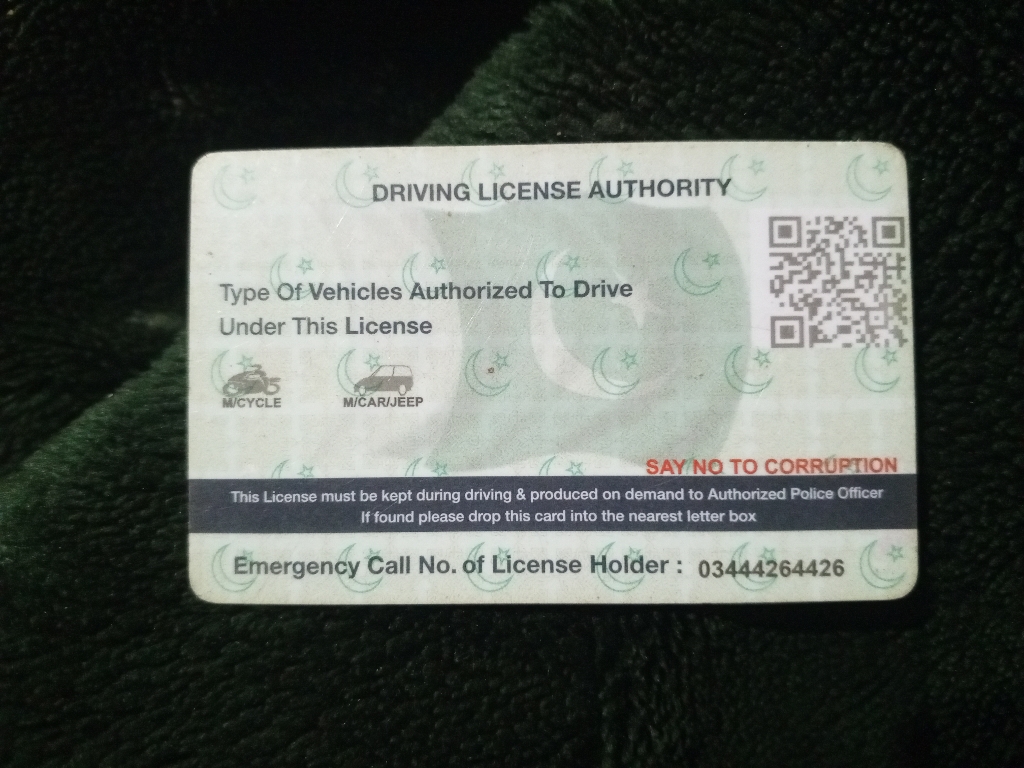 DRIVING LICENSE AUTHORITY
Type Of Vehicles Authorized To Drive
Under This License
M/CYCLE M/CAR/JEEP
SAY NO TO CORRUPTION
This License must be kept during driving & produced on demand to Authorized Police Officer
If found please drop this card into the nearest letter box
Emergency Call No. of License Holder : 03444264426